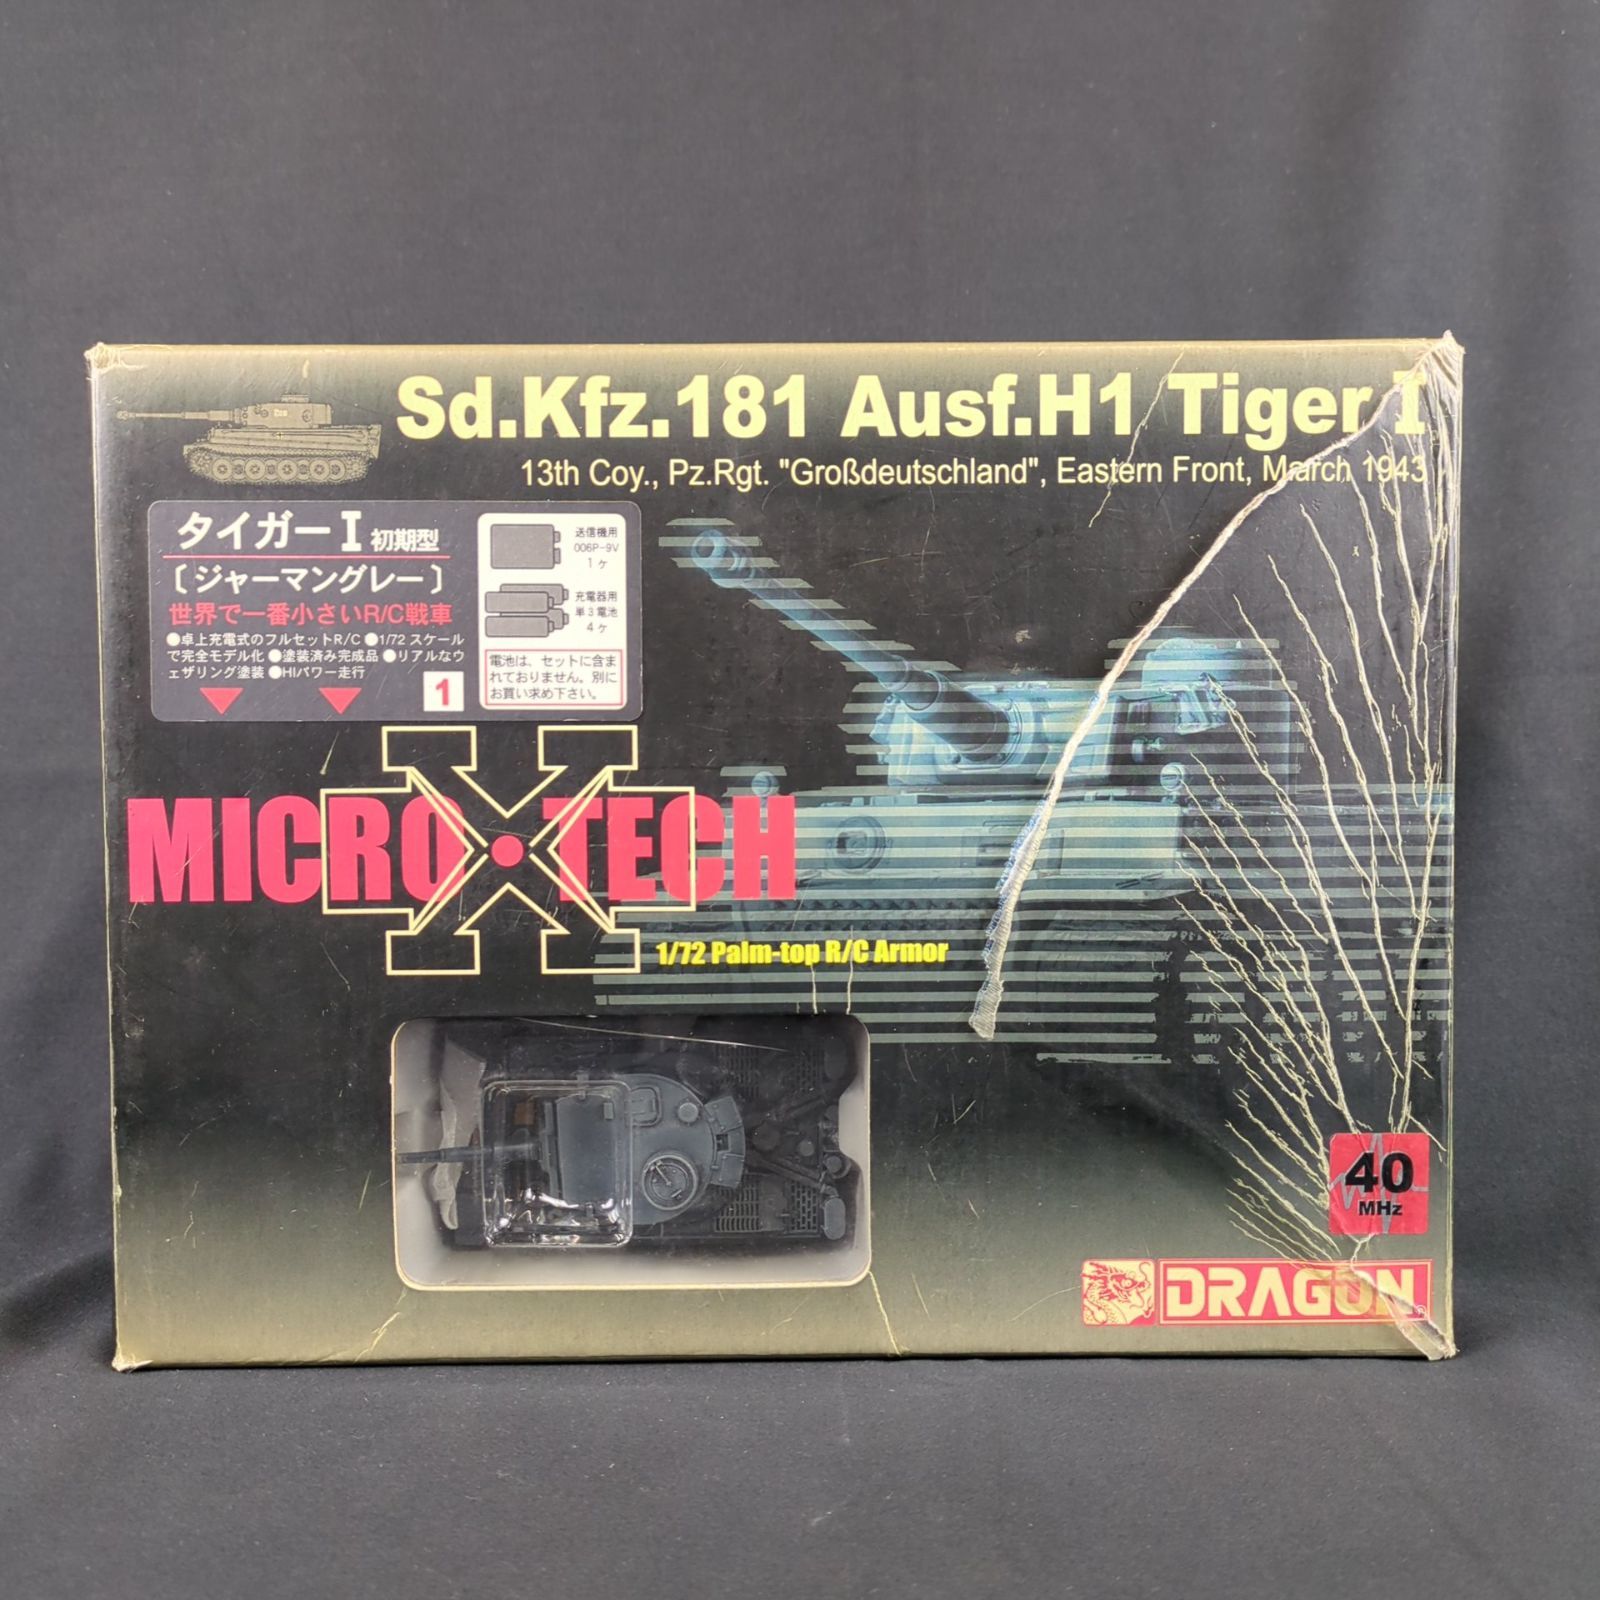 Sd.Kfz.181 Ausf.H1 Tiger I
13th Coy., Pz.Rgt. "Großdeutschland", Eastern Front, March 1943
タイガーI 初期型
〔ジャーマングレー〕
世界で一番小さいR/C戦車
●卓上充電式のフルセットR/C ●1/72 スケール
で完全モデル化 ●塗装済み完成品 ●リアルなウ
ェザリング塗装 ●HIパワー走行
1
送信機用
006P-9V
1ヶ
充電器用
単3電池
4ヶ
電池は、セットに含ま
れておりません。別に
お買い求め下さい。
MICRO X TECH
1/72 Palm-top R/C Armor
40
MHz
DRAGON®